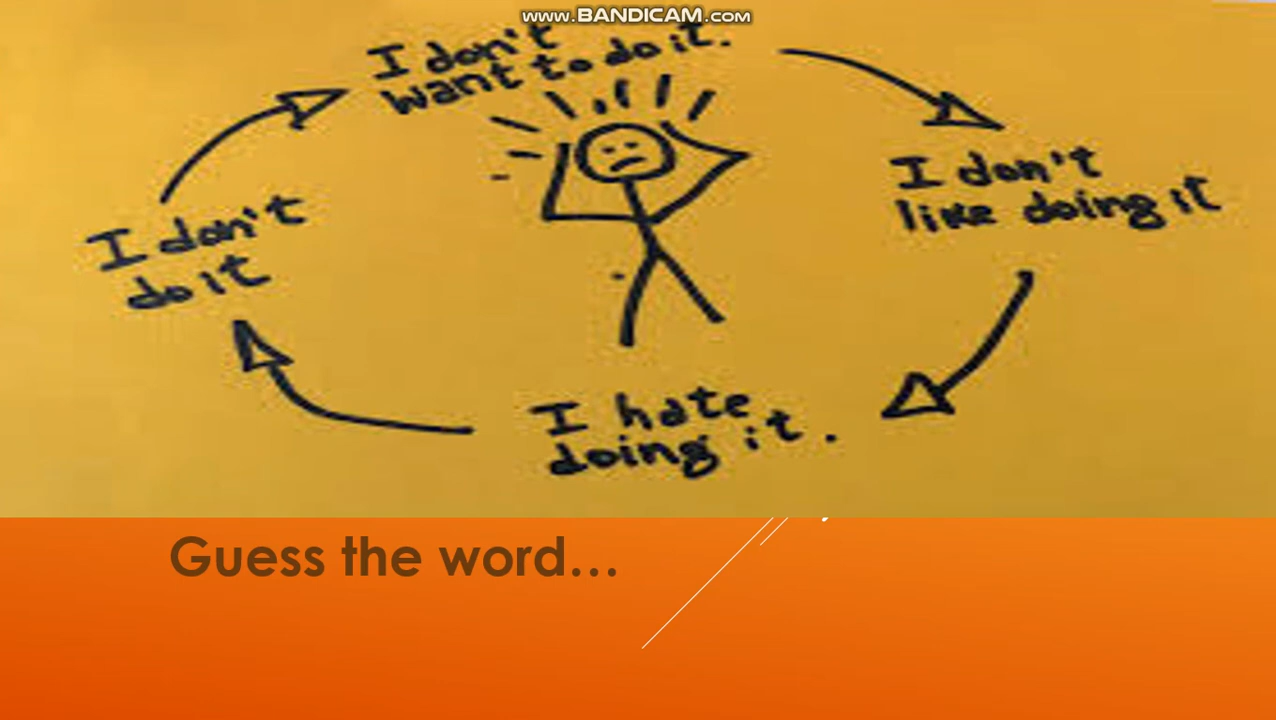 www.BANDICAM.com
I don't
want to do it.
I don't
like doing it
I hate
doing it.
I don't
do it
Guess the word...